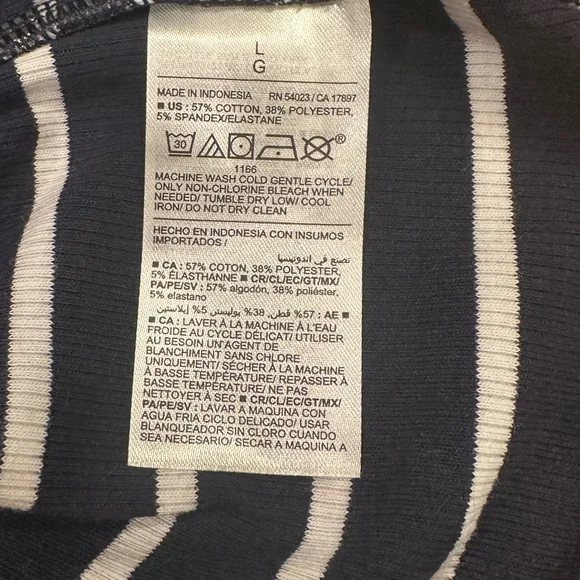 L
G
MADE IN INDONESIA RN 54023 / CA 17897
■ US : 57% COTTON, 38% POLYESTER,
5% SPANDEX/ELASTANE
30
®
1166
MACHINE WASH COLD GENTLE CYCLE/
ONLY NON-CHLORINE BLEACH WHEN
NEEDED/ TUMBLE DRY LOW/ COOL
IRON/ DO NOT DRY CLEAN
HECHO EN INDONESIA CON INSUMOS
IMPORTADOS /
تصنع في اندونيسيا
■ CA : 57% COTTON, 38% POLYESTER,
5% ÉLASTHANNE ■ CR/CL/EC/GT/MX/
PA/PE/SV : 57% algodón, 38% poliéster,
5% elastano
■ AE : 57% قطن, 38% بوليستر, 5% إيلاستين
■ CA : LAVER À LA MACHINE À L'EAU
FROIDE AU CYCLE DÉLICAT/ UTILISER
AU BESOIN UN'AGENT DE
BLANCHIMENT SANS CHLORE
UNIQUEMENT/ SÉCHER À LA MACHINE
À BASSE TEMPÉRATURE/ REPASSER À
BASSE TEMPÉRATURE/ NE PAS
NETTOYER À SEC ■ CR/CL/EC/GT/MX/
PA/PE/SV : LAVAR A MAQUINA CON
AGUA FRIA CICLO DELICADO/ USAR
BLANQUEADOR SIN CLORO CUANDO
SEA NECESARIO/ SECAR A MAQUINA A